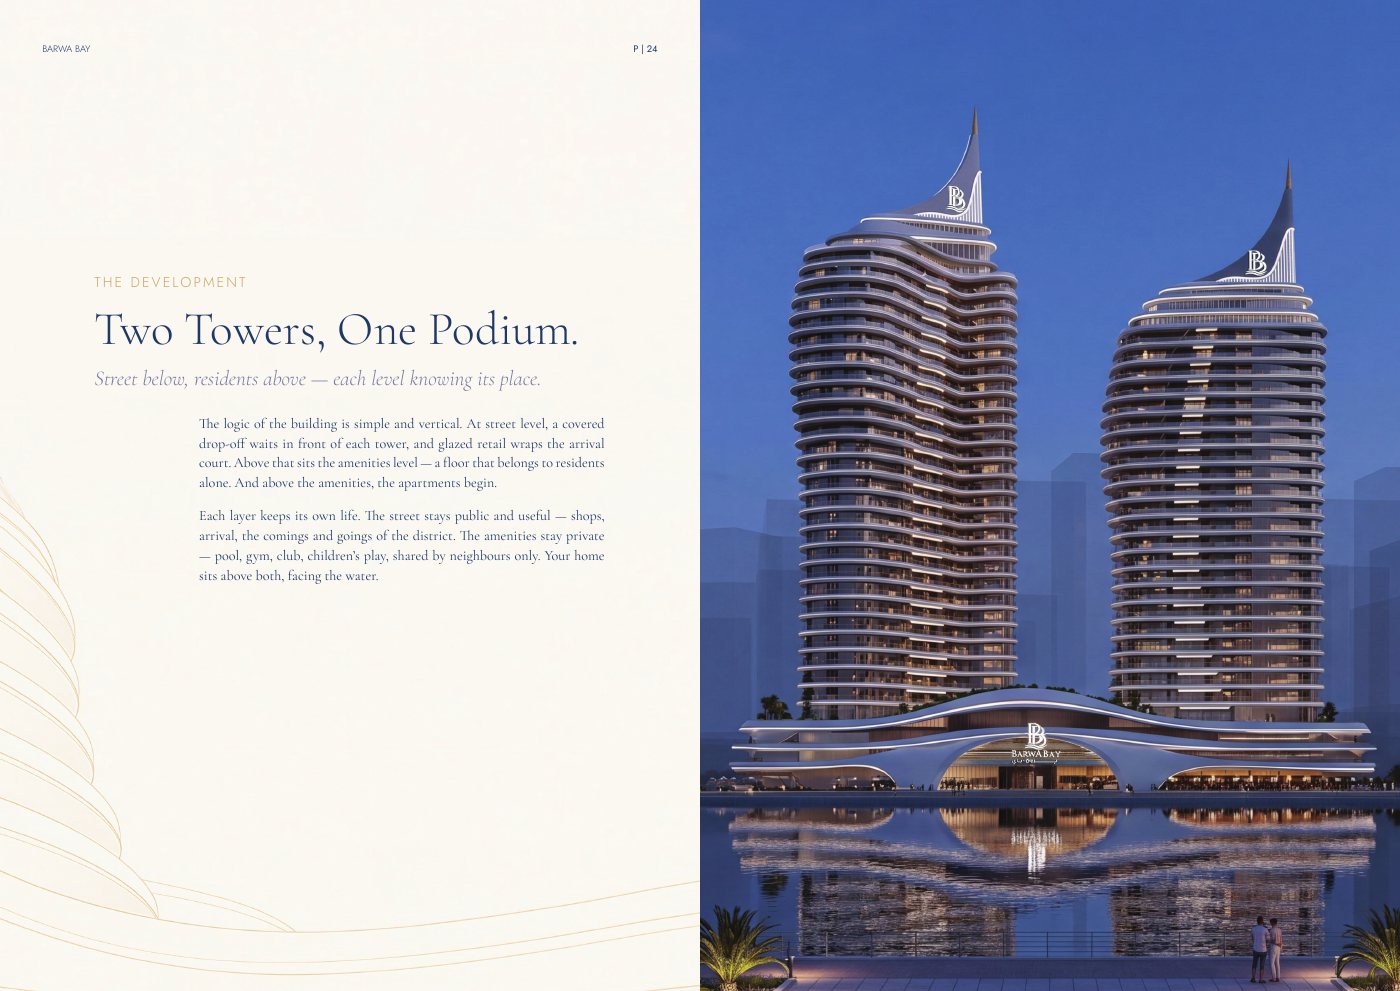 BARWA BAY
P | 24
THE DEVELOPMENT
Two Towers, One Podium.
Street below, residents above — each level knowing its place.
The logic of the building is simple and vertical. At street level, a covered
drop-off waits in front of each tower, and glazed retail wraps the arrival
court. Above that sits the amenities level — a floor that belongs to residents
alone. And above the amenities, the apartments begin.
Each layer keeps its own life. The street stays public and useful — shops,
arrival, the comings and goings of the district. The amenities stay private
— pool, gym, club, children’s play, shared by neighbours only. Your home
sits above both, facing the water.
B
B
B
BARWA BAY